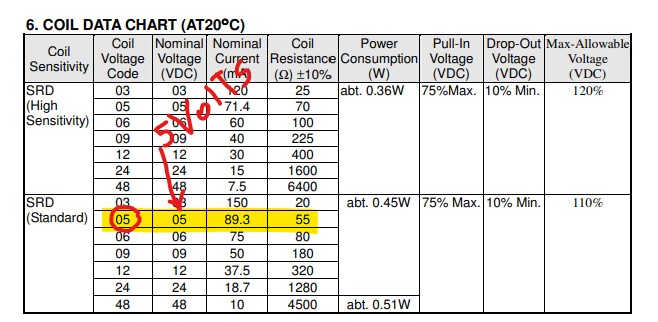 6. COIL DATA CHART (AT20ºC)
Coil Sensitivity | Coil Voltage Code | Nominal Voltage (VDC) | Nominal Current (mA) | Coil Resistance (Ω) ±10% | Power Consumption (W) | Pull-In Voltage (VDC) | Drop-Out Voltage (VDC) | Max-Allowable Voltage (VDC)
SRD (High Sensitivity) | 03 | 03 | 120 | 25 | abt. 0.36W | 75%Max. | 10% Min. | 120%
05 | 05 | 71.4 | 70
06 | 06 | 60 | 100
09 | 09 | 40 | 225
12 | 12 | 30 | 400
24 | 24 | 15 | 1600
48 | 48 | 7.5 | 6400
5VOLTS
SRD (Standard) | 03 | 03 | 150 | 20 | abt. 0.45W | 75% Max. | 10% Min. | 110%
05 | 05 | 89.3 | 55
06 | 06 | 75 | 80
09 | 09 | 50 | 180
12 | 12 | 37.5 | 320
24 | 24 | 18.7 | 1280
48 | 48 | 10 | 4500 | abt. 0.51W